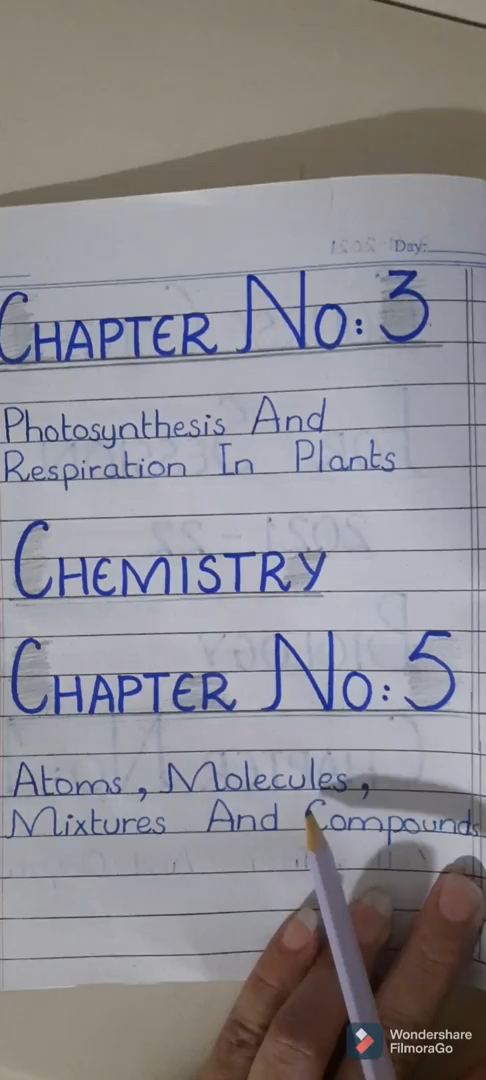 Day:
CHAPTER No: 3
Photosynthesis And
Respiration In Plants
CHEMISTRY
CHAPTER No: 5
Atoms, Molecules,
Mixtures And Compounds
Wondershare
FilmoraGo